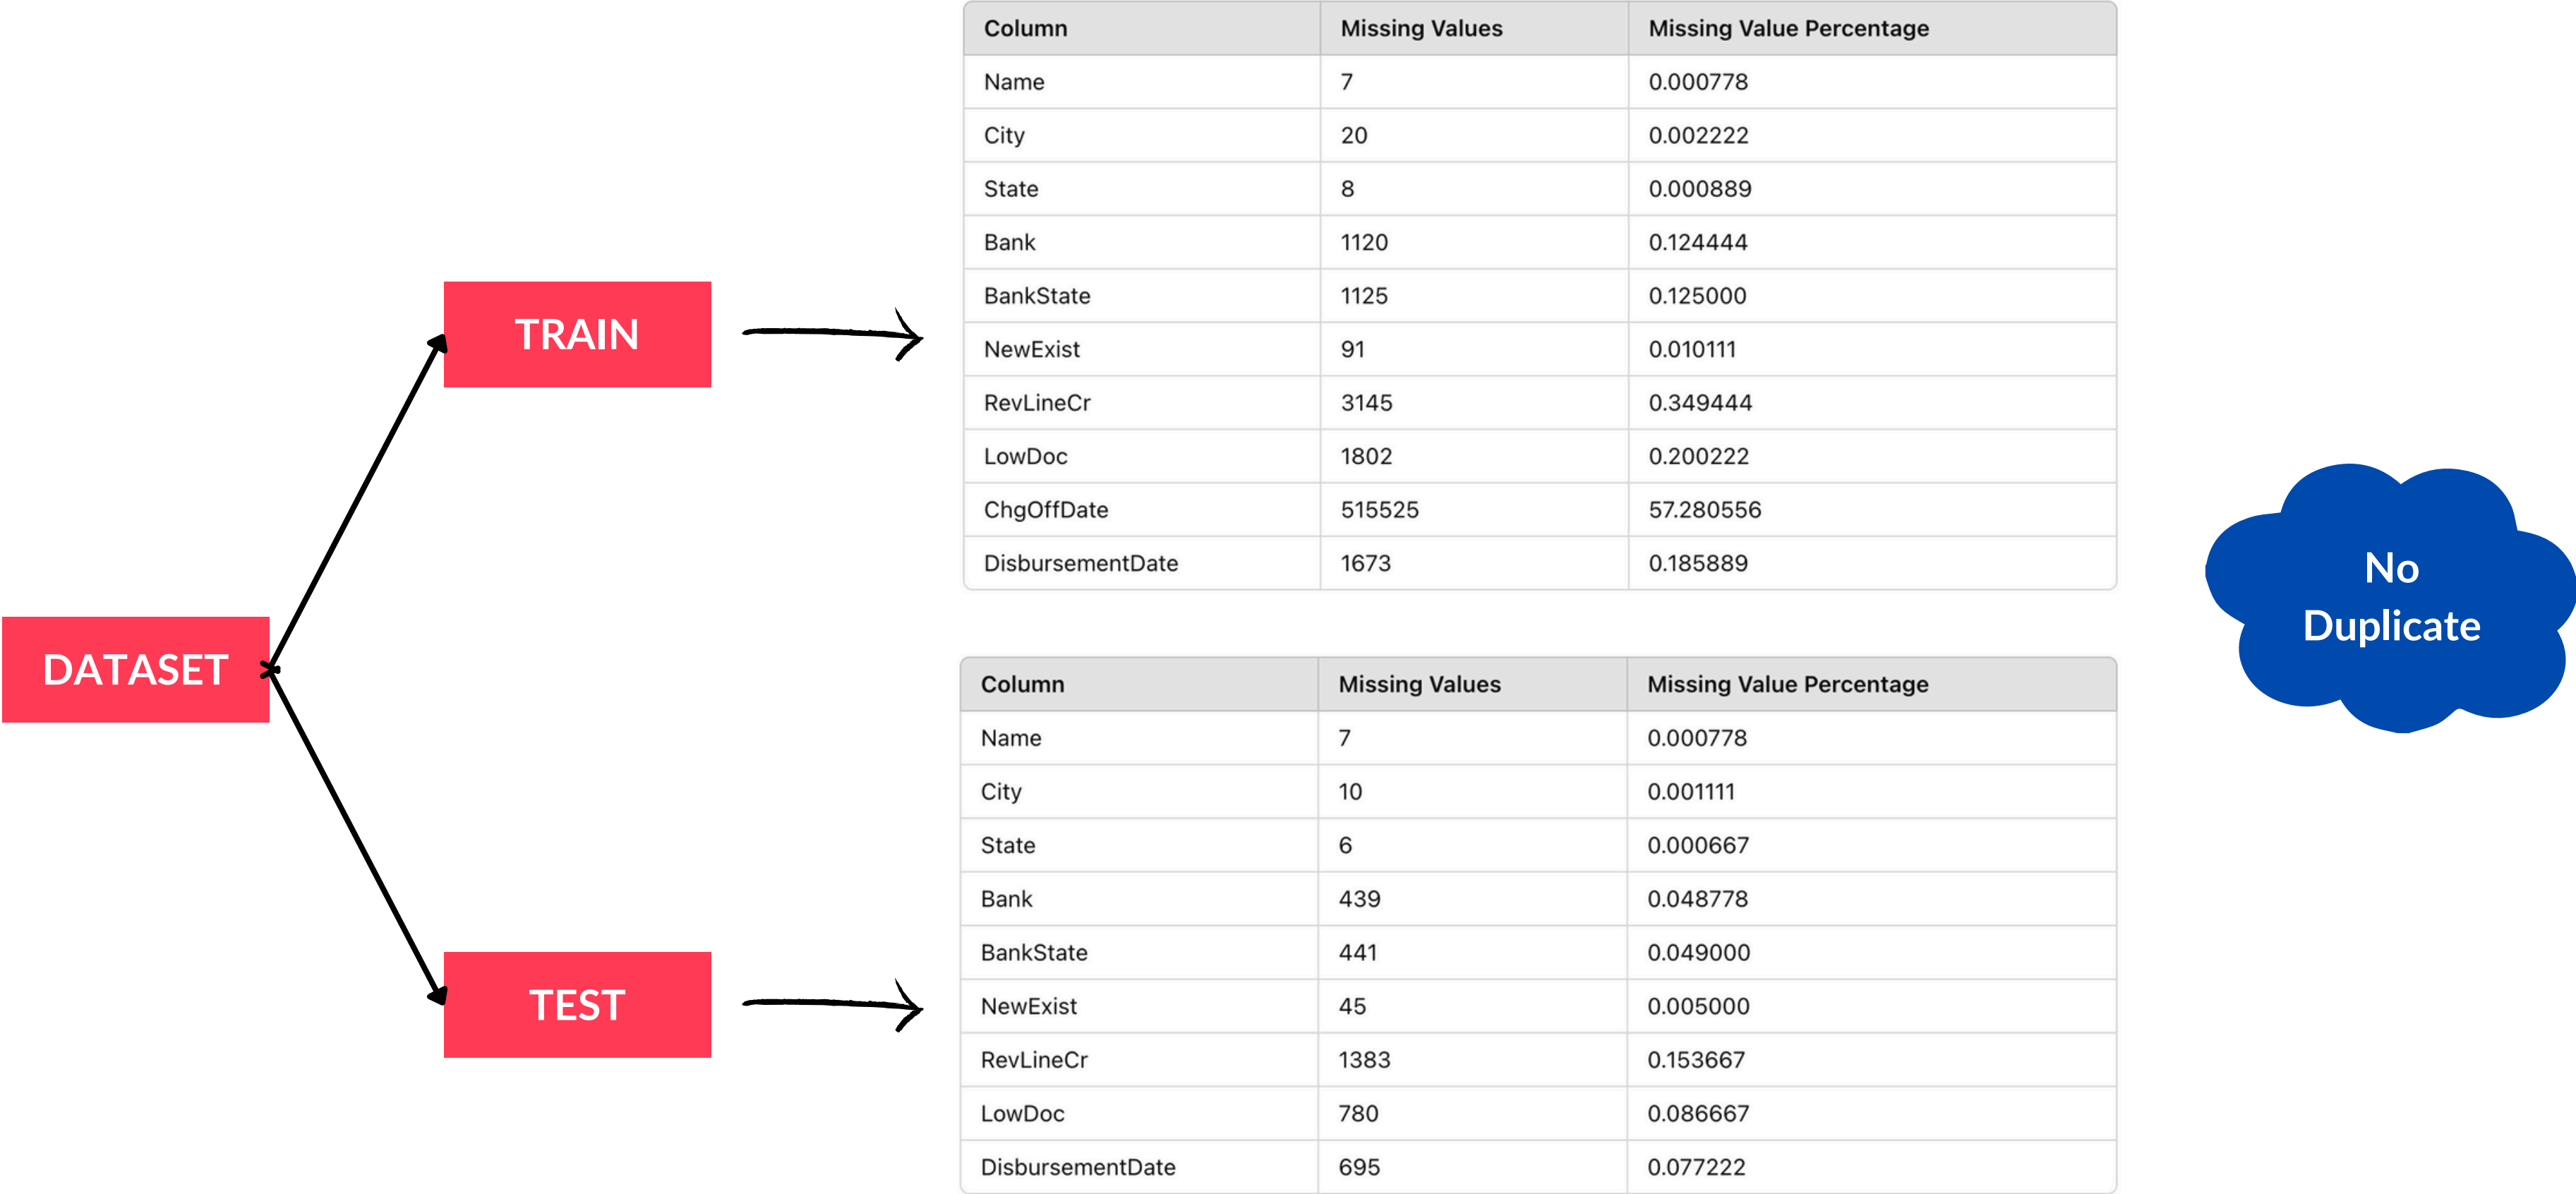 Column Missing Values Missing Value Percentage
Name 7 0.000778
City 20 0.002222
State 8 0.000889
Bank 1120 0.124444
BankState 1125 0.125000
NewExist 91 0.010111
RevLineCr 3145 0.349444
LowDoc 1802 0.200222
ChgOffDate 515525 57.280556
DisbursementDate 1673 0.185889
TRAIN
DATASET
TEST
Column Missing Values Missing Value Percentage
Name 7 0.000778
City 10 0.001111
State 6 0.000667
Bank 439 0.048778
BankState 441 0.049000
NewExist 45 0.005000
RevLineCr 1383 0.153667
LowDoc 780 0.086667
DisbursementDate 695 0.077222
No
Duplicate